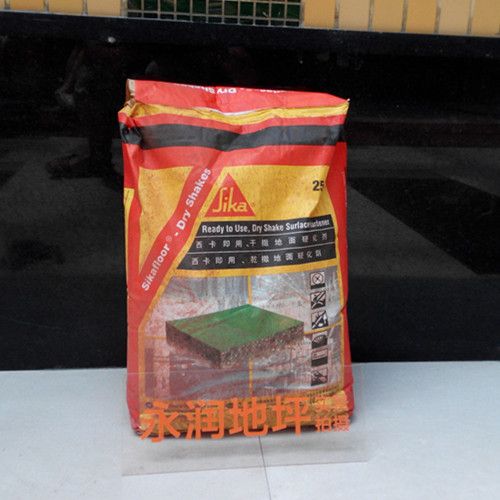 Sikafloor® - Dry Shakes
Sika®
25
Ready to Use, Dry Shake Surface Hardener
西卡即用、干撒地面硬化剂
西卡即用、乾撒地面硬化劑
永润地坪
拍摄